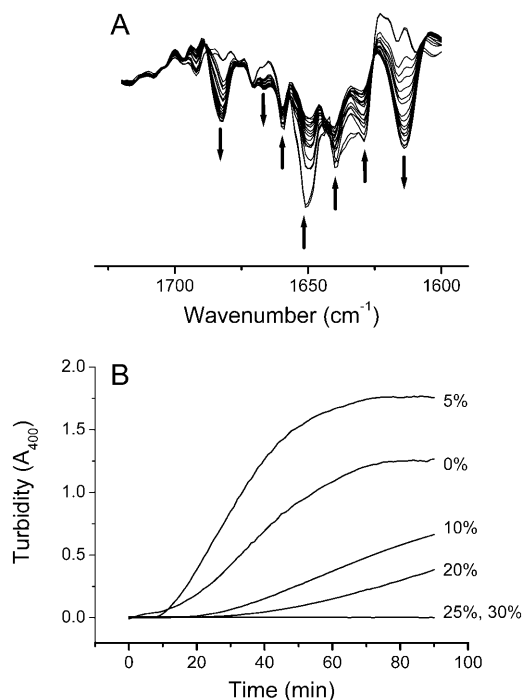 A
1700 1650 1600
Wavenumber (cm⁻¹)
B
2.0
1.5
1.0
0.5
0.0
Turbidity (A₄₀₀)
5%
0%
10%
20%
25%, 30%
0 20 40 60 80 100
Time (min)